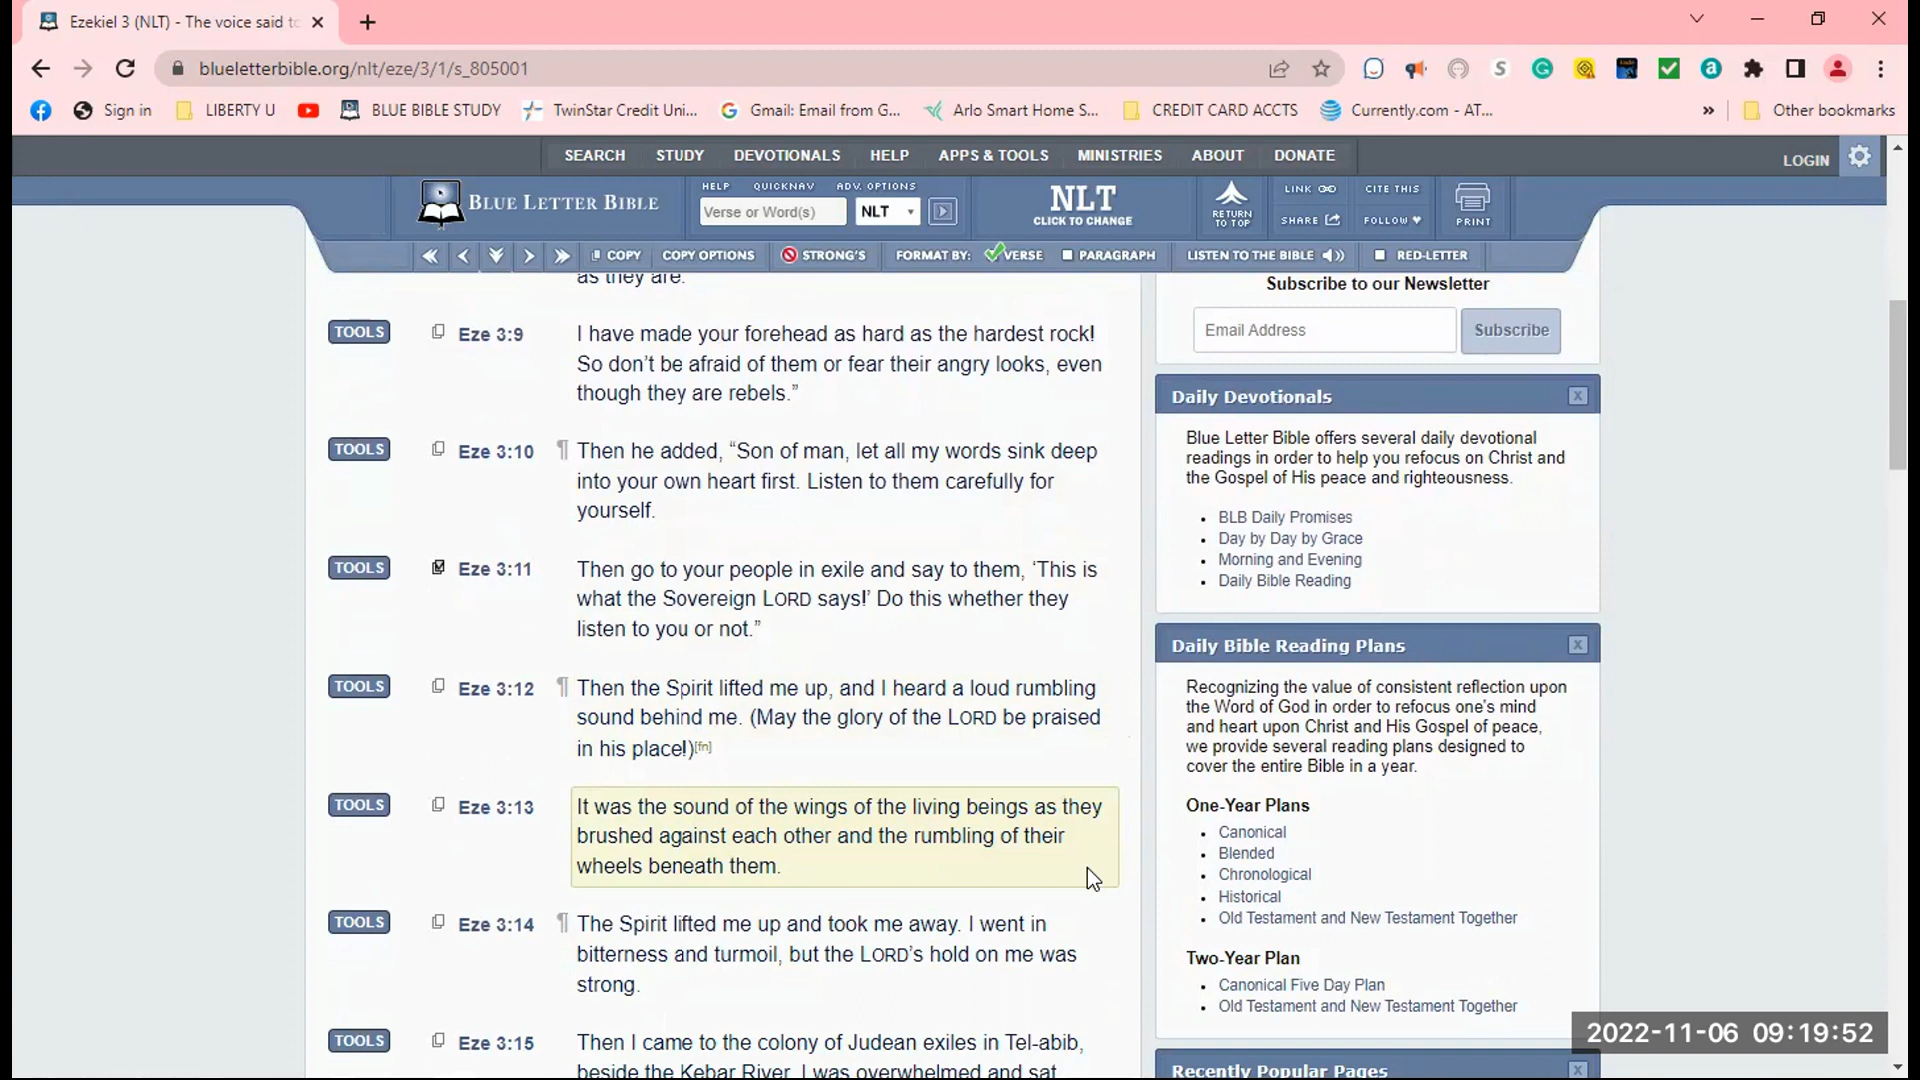 Ezekiel 3 (NLT) - The voice said to
blueletterbible.org/nlt/eze/3/1/s_805001
Sign in
LIBERTY U
BLUE BIBLE STUDY
TwinStar Credit Uni...
Gmail: Email from G...
Arlo Smart Home S...
CREDIT CARD ACCTS
Currently.com - AT...
»
Other bookmarks
SEARCH STUDY DEVOTIONALS HELP APPS & TOOLS MINISTRIES ABOUT DONATE
LOGIN
BLUE LETTER BIBLE
HELP QUICKNAV ADV. OPTIONS
Verse or Word(s)
NLT
NLT
CLICK TO CHANGE
RETURN
TO TOP
LINK
CITE THIS
SHARE
FOLLOW
PRINT
COPY COPY OPTIONS STRONG'S FORMAT BY: VERSE PARAGRAPH LISTEN TO THE BIBLE RED-LETTER
as they are.
TOOLS Eze 3:9 I have made your forehead as hard as the hardest rock!
So don’t be afraid of them or fear their angry looks, even
though they are rebels.”
TOOLS Eze 3:10 ¶ Then he added, “Son of man, let all my words sink deep
into your own heart first. Listen to them carefully for
yourself.
TOOLS Eze 3:11 Then go to your people in exile and say to them, ‘This is
what the Sovereign LORD says!’ Do this whether they
listen to you or not.”
TOOLS Eze 3:12 ¶ Then the Spirit lifted me up, and I heard a loud rumbling
sound behind me. (May the glory of the LORD be praised
in his place!)[fn]
TOOLS Eze 3:13 It was the sound of the wings of the living beings as they
brushed against each other and the rumbling of their
wheels beneath them.
TOOLS Eze 3:14 ¶ The Spirit lifted me up and took me away. I went in
bitterness and turmoil, but the LORD’s hold on me was
strong.
TOOLS Eze 3:15 Then I came to the colony of Judean exiles in Tel-abib,
beside the Kebar River. I was overwhelmed and sat
Subscribe to our Newsletter
Email Address
Subscribe
Daily Devotionals
Blue Letter Bible offers several daily devotional
readings in order to help you refocus on Christ and
the Gospel of His peace and righteousness.
• BLB Daily Promises
• Day by Day by Grace
• Morning and Evening
• Daily Bible Reading
Daily Bible Reading Plans
Recognizing the value of consistent reflection upon
the Word of God in order to refocus one's mind
and heart upon Christ and His Gospel of peace,
we provide several reading plans designed to
cover the entire Bible in a year.
One-Year Plans
• Canonical
• Blended
• Chronological
• Historical
• Old Testament and New Testament Together
Two-Year Plan
• Canonical Five Day Plan
• Old Testament and New Testament Together
Recently Popular Pages
2022-11-06 09:19:52